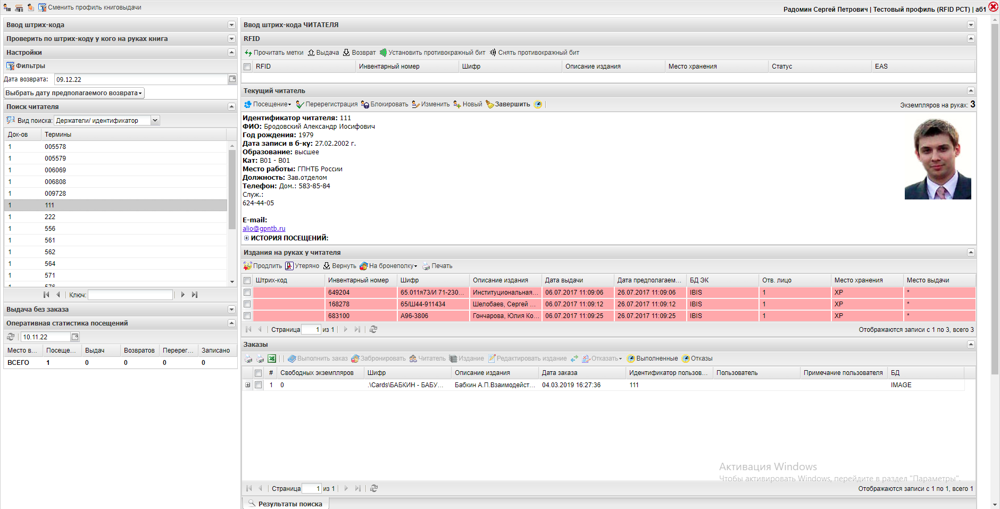 Сменить профиль книговыдачи
Радомин Сергей Петрович | Тестовый профиль (RFID РСТ) | аб1
Ввод штрих-кода
Проверить по штрих-коду у кого на руках книга
Настройки
Фильтры
Дата возврата: 09.12.22
Выбрать дату предполагаемого возврата
Поиск читателя
Вид поиска: Держатели/ идентификатор
Док-ов Термины
1 005578
1 005579
1 006069
1 006808
1 009728
1 111
1 222
1 556
1 561
1 562
1 564
1 571
1 576
Ключ:
Выдача без заказа
Оперативная статистика посещений
10.11.22
Место в... Посеще... Выдач Возвратов Перерег... Записано
ВСЕГО 1 0 0 0 0
Ввод штрих-кода ЧИТАТЕЛЯ
RFID
Прочитать метки Выдача Возврат Установить противокражный бит Снять противокражный бит
RFID Инвентарный номер Шифр Описание издания Место хранения Статус EAS
Текущий читатель
Посещение Перерегистрация Блокировать Изменить Новый Завершить Экземпляров на руках: 3
Идентификатор читателя: 111
ФИО: Бродовский Александр Иосифович
Год рождения: 1979
Дата записи в б-ку: 27.02.2002 г.
Образование: высшее
Кат: В01 - В01
Место работы: ГПНТБ России
Должность: Зав.отделом
Телефон: Дом.: 583-85-84
Служ.:
624-44-05
E-mail:
alio@gpntb.ru
ИСТОРИЯ ПОСЕЩЕНИЙ:
Издания на руках у читателя
Продлить Утеряно Вернуть На бронеполку Печать
Штрих-код Инвентарный номер Шифр Описание издания Дата выдачи Дата предполагаем... БД ЭК Отв. лицо Место хранения Место выдачи
649204 65.011я73/И 71-230... Институциональная... 06.07.2017 11:09:06 26.07.2017 11:09:06 IBIS 1 ХР *
168278 65/Ш44-911434 Шелобаев, Сергей ... 06.07.2017 11:09:12 26.07.2017 11:09:12 IBIS 1 ХР *
683100 А96-3806 Гончарова, Юлия Ко... 06.07.2017 11:09:25 26.07.2017 11:09:25 IBIS 1 ХР *
Страница 1 из 1 Отображаются записи с 1 по 3, всего 3
Заказы
Выполнить заказ Забронировать Читатель Издание Редактировать издание Отказать Выполненные Отказы
# Свободных экземпляров Шифр Описание издания Дата заказа Идентификатор пользов... Пользователь Примечание пользователя БД
1 0 .\Cards\БАБКИН - БАБУ... Бабкин А.П.Взаимодейст... 04.03.2019 16:27:36 111 IMAGE
Активация Windows
Чтобы активировать Windows, перейдите в раздел "Параметры".
Страница 1 из 1 Отображаются записи с 1 по 1, всего 1
Результаты поиска